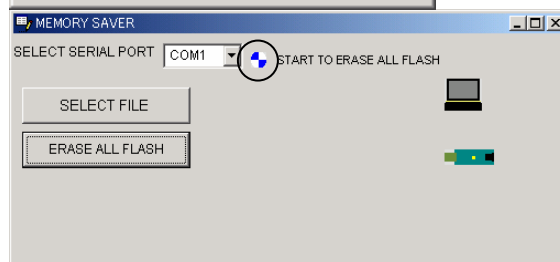 MEMORY SAVER
SELECT SERIAL PORT COM1 START TO ERASE ALL FLASH
SELECT FILE
ERASE ALL FLASH